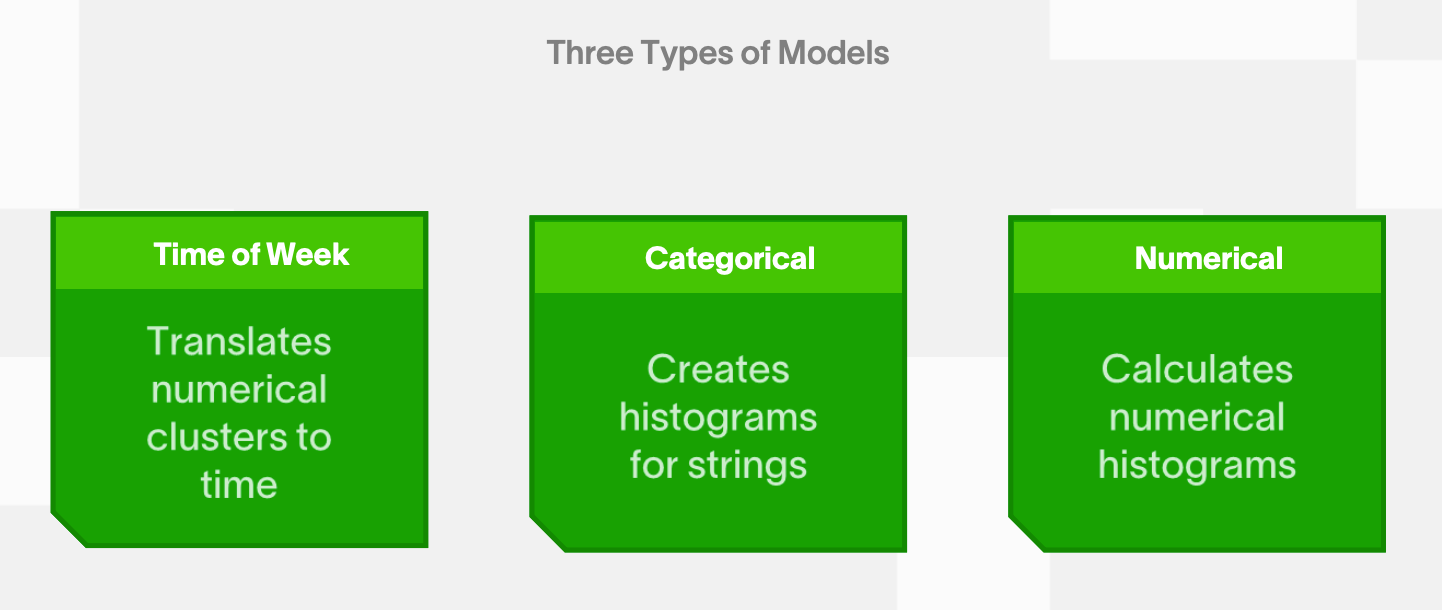 Three Types of Models
Time of Week
Translates
numerical
clusters to
time
Categorical
Creates
histograms
for strings
Numerical
Calculates
numerical
histograms